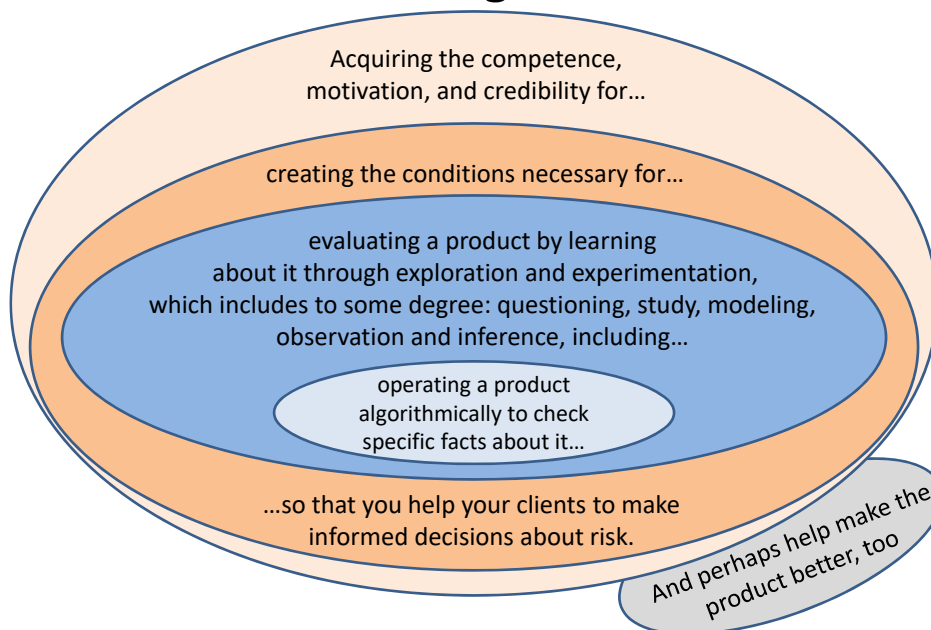 Acquiring the competence,
motivation, and credibility for…
creating the conditions necessary for…
evaluating a product by learning
about it through exploration and experimentation,
which includes to some degree: questioning, study, modeling,
observation and inference, including…
operating a product
algorithmically to check
specific facts about it…
…so that you help your clients to make
informed decisions about risk.
And perhaps help make the
product better, too